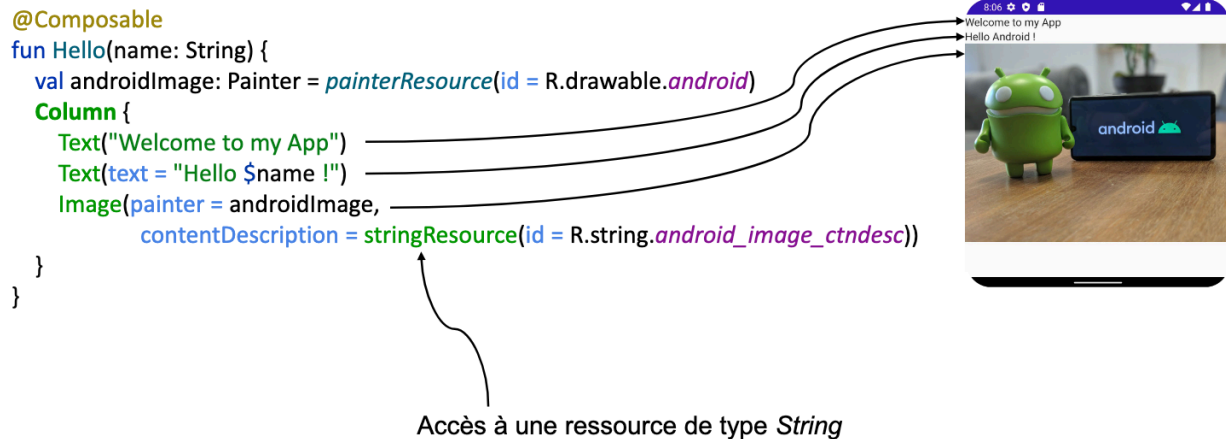 @Composable
fun Hello(name: String) {
val androidImage: Painter = painterResource(id = R.drawable.android)
Column {
Text("Welcome to my App")
Text(text = "Hello $name !")
Image(painter = androidImage,
contentDescription = stringResource(id = R.string.android_image_ctndesc))
}
}
Accès à une ressource de type String
8:06
Welcome to my App
Hello Android !
android